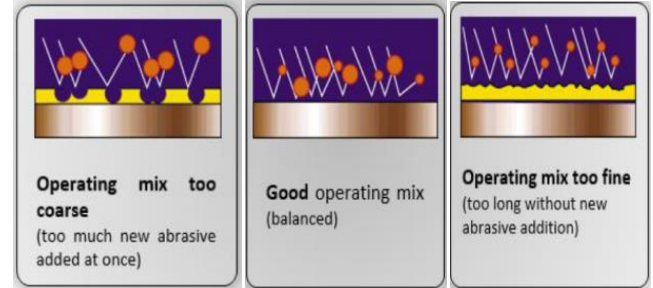 Operating mix too
coarse
(too much new abrasive
added at once)
Good operating mix
(balanced)
Operating mix too fine
(too long without new
abrasive addition)